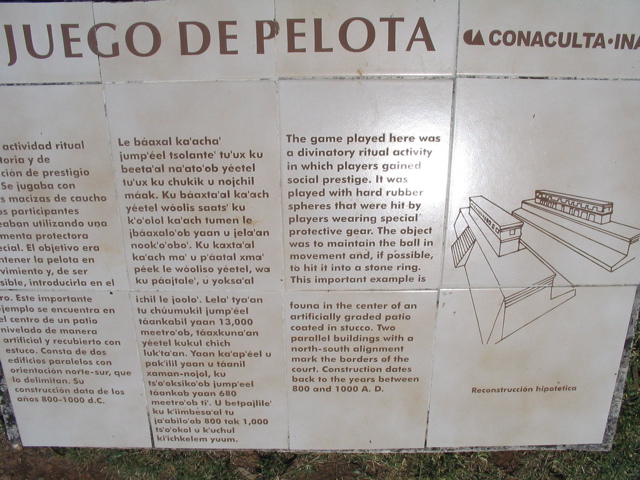 JUEGO DE PELOTA
CONACULTA·INA
actividad ritual
toria y de
ción de prestigio
Se jugaba con
s macizas de caucho
os participantes
eaban utilizando una
menta protectora
ecial. El objetivo era
ntener la pelota en
vimiento y, de ser
sible, introducirla en el
ro. Este importante
jemplo se encuentra en
el centro de un patio
nivelado de manera
artificial y recubierto con
estuco. Consta de dos
edificios paralelos con
orientación norte-sur, que
lo delimitan. Su
construcción data de los
años 800-1000 d.C.
Le báaxal ka'acha'
jump'éel tsolante' tu'ux ku
beeta'al na'ato'ob yéetel
tu'ux ku chukik u nojchil
máak. Ku báaxta'al ka'ach
yéetel wóolis saats' ku
k'o'olol ka'ach tumen le
jbáaxalo'ob yaan u jela'an
nook'o'obo'. Ku kaxta'al
ka'ach ma' u p'áatal xma'
péek le wóoliso yéetel, wa
ku páajtale', u yoksa'al
ichil le joolo'. Lela' tya'an
tu chúumukil jump'éel
táankabil yaan 13,000
metro'ob, táaxkuna'an
yéetel kukul chich
luk'ta'an. Yaan ka'ap'éel u
pak'ill yaan u táanil
xaman-nojol, ku
ts'o'oksiko'ob jump'eel
táankab yaan 680
metro'ob ti'. U betpajlile'
ku k'iimbesa'al tu
ja'abilo'ob 800 tak 1,000
ts'o'okol u k'uchul
ki'ichkelem yuum.
The game played here was
a divinatory ritual activity
in which players gained
social prestige. It was
played with hard rubber
spheres that were hit by
players wearing special
protective gear. The object
was to maintain the ball in
movement and, if possible,
to hit it into a stone ring.
This important example is
found in the center of an
artificially graded patio
coated in stucco. Two
parallel buildings with a
north-south alignment
mark the borders of the
court. Construction dates
back to the years between
800 and 1000 A. D.
Reconstrucción hipotética